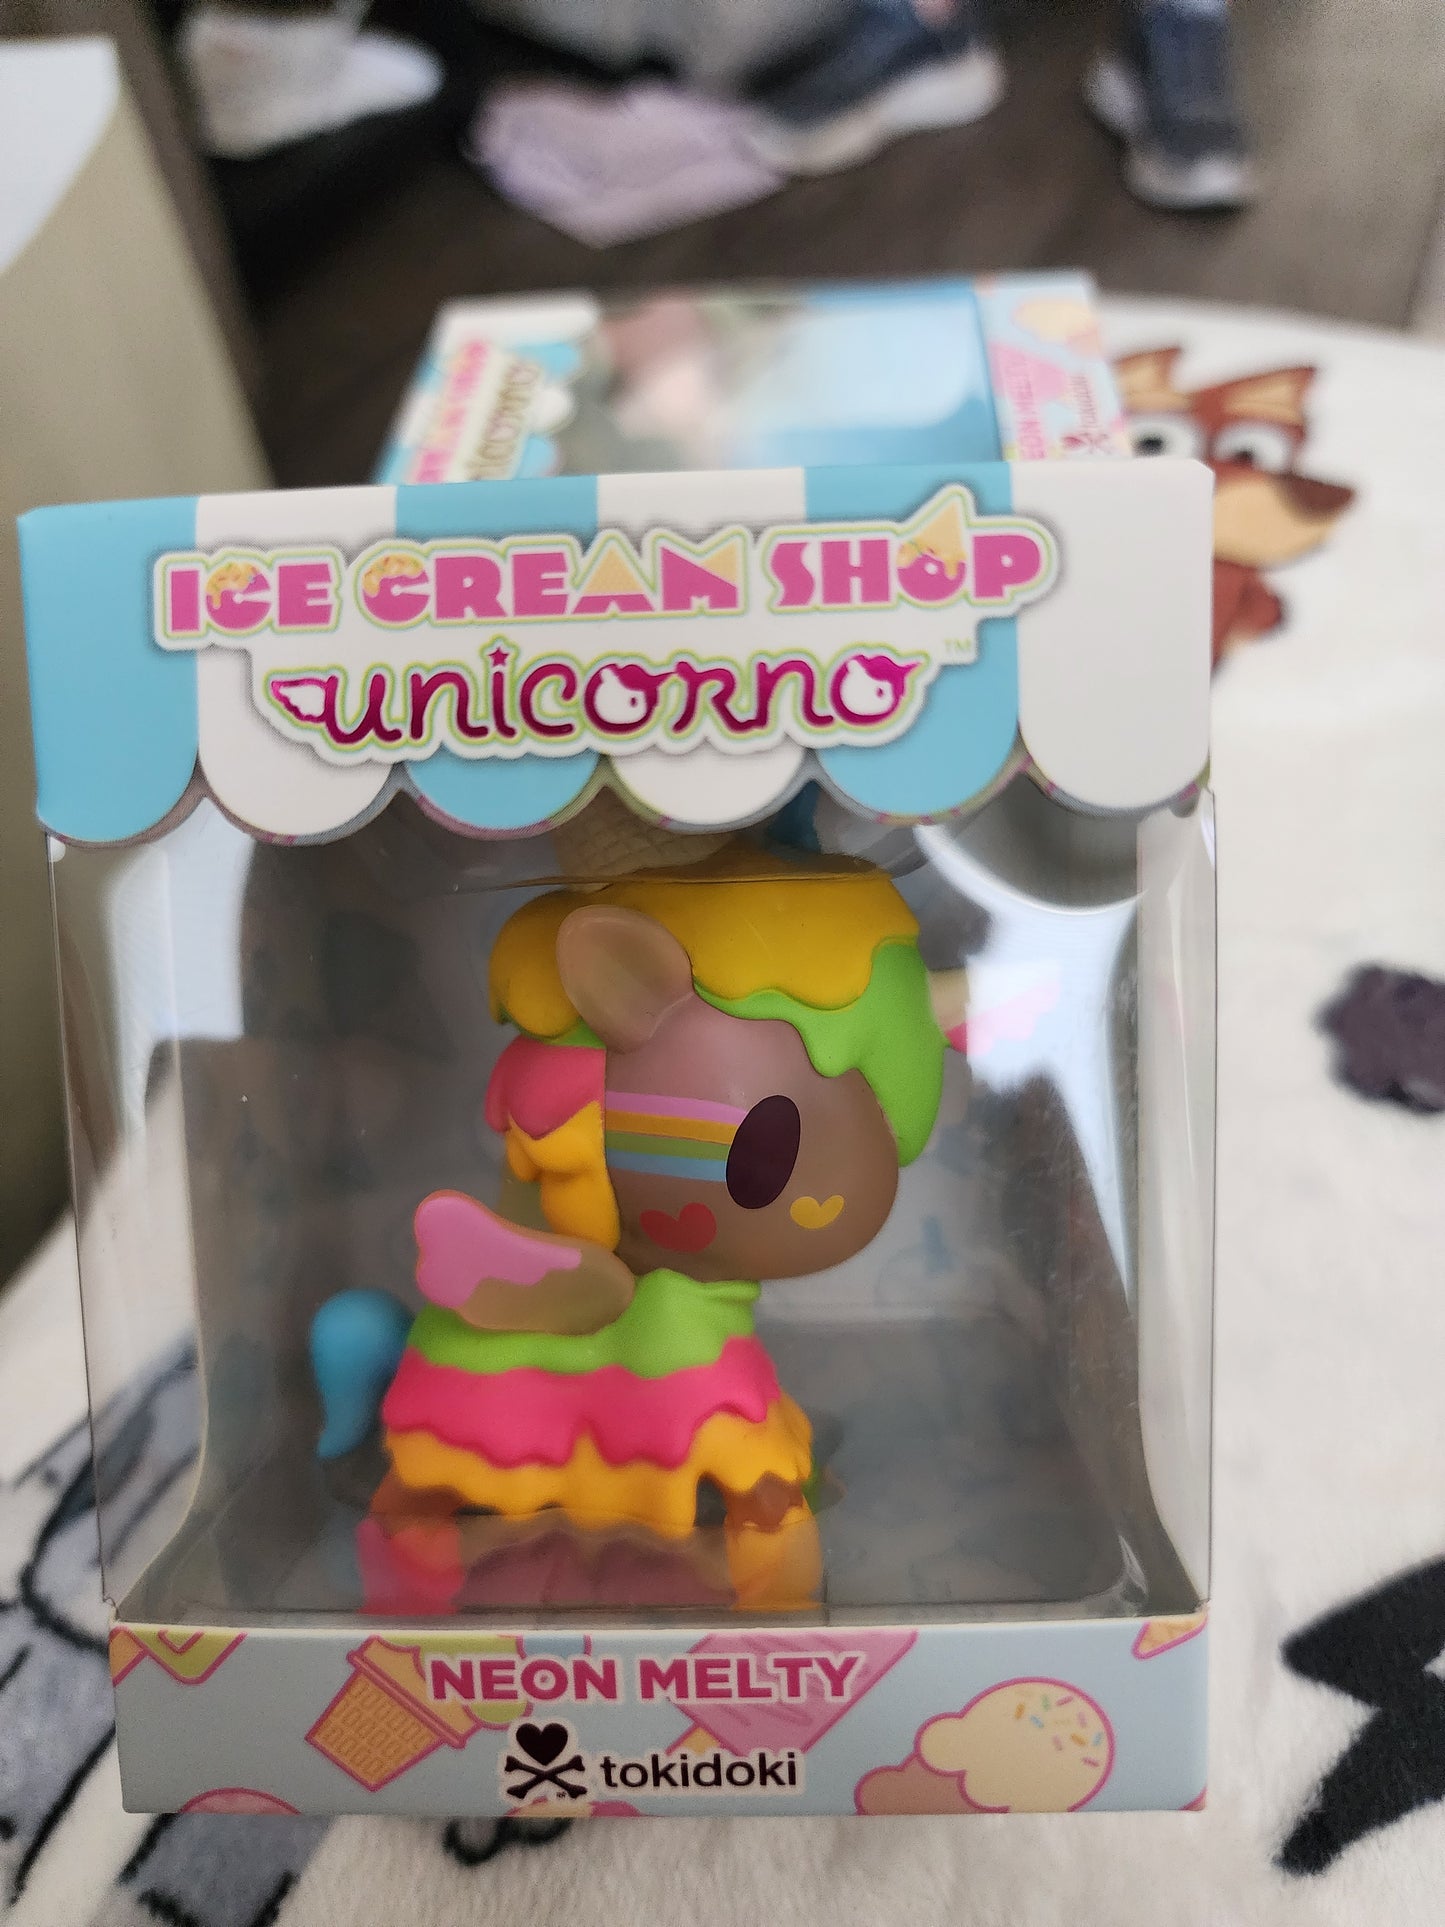 ICE CREAM SHOP
unicorno™
NEON MELTY
tokidoki